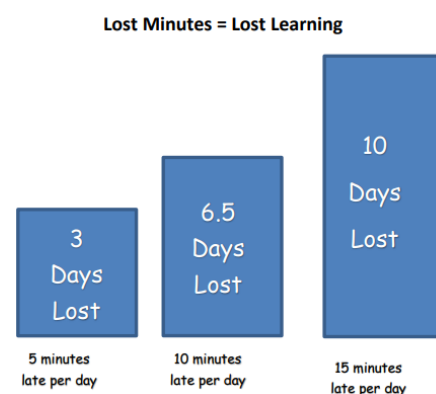 Lost Minutes = Lost Learning
3
Days
Lost
6.5
Days
Lost
10
Days
Lost
5 minutes
late per day
10 minutes
late per day
15 minutes
late per day